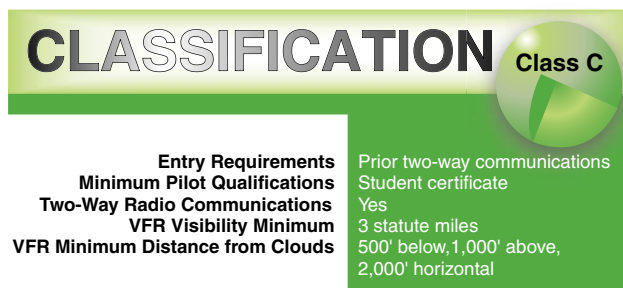 CLASSIFICATION Class C
Entry Requirements Prior two-way communications
Minimum Pilot Qualifications Student certificate
Two-Way Radio Communications Yes
VFR Visibility Minimum 3 statute miles
VFR Minimum Distance from Clouds 500' below,1,000' above,
2,000' horizontal